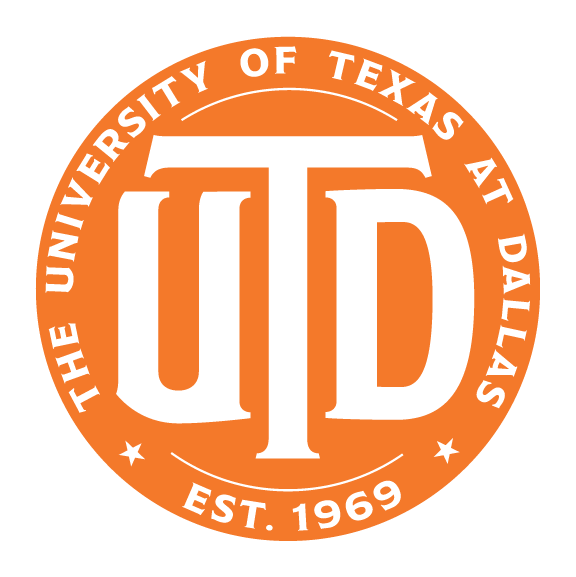 THE UNIVERSITY OF TEXAS AT DALLAS
UTD
EST. 1969